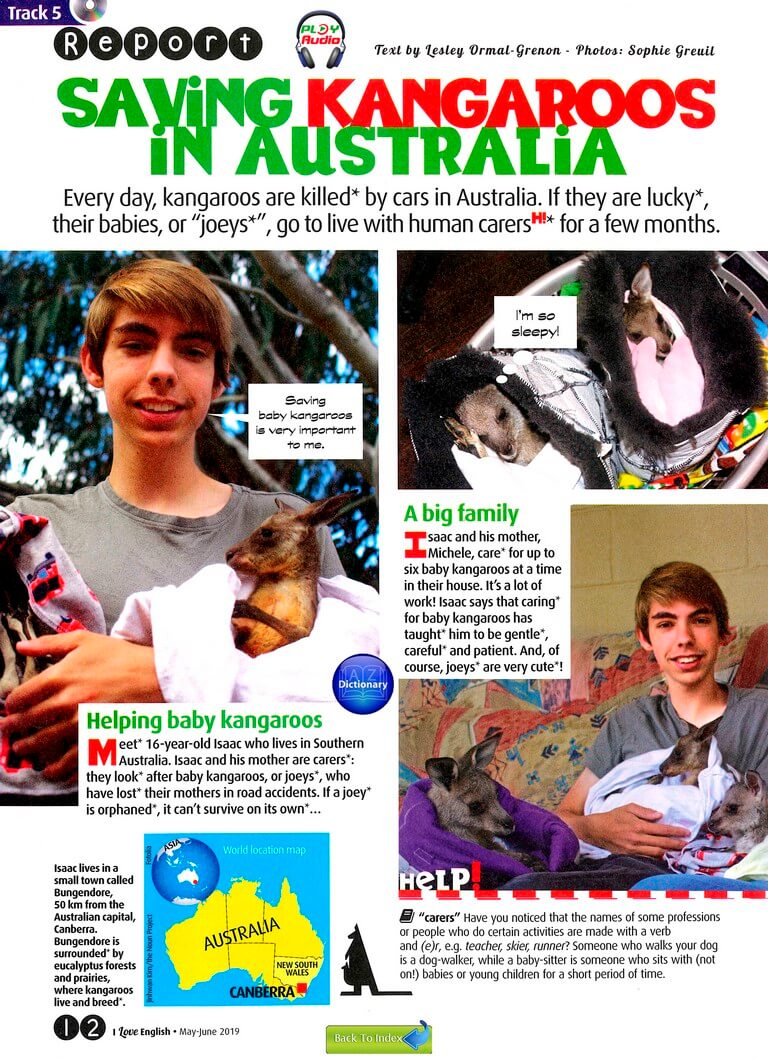 Track 5
Report
PLAY
Audio
Text by Lesley Ormal-Grenon - Photos: Sophie Greuil
SAViNG KANGAROOS
iN AUSTRALiA
Every day, kangaroos are killed* by cars in Australia. If they are lucky*,
their babies, or “joeys*”, go to live with human carersH!* for a few months.
Saving
baby kangaroos
is very important
to me.
I'm so
sleepy!
A big family
Isaac and his mother,
Michele, care* for up to
six baby kangaroos at a time
in their house. It’s a lot of
work! Isaac says that caring*
for baby kangaroos has
taught* him to be gentle*,
careful* and patient. And, of
course, joeys* are very cute*!
A Z
Dictionary
Helping baby kangaroos
Meet* 16-year-old Isaac who lives in Southern
Australia. Isaac and his mother are carers*:
they look* after baby kangaroos, or joeys*, who
have lost* their mothers in road accidents. If a joey*
is orphaned*, it can’t survive on its own*…
Isaac lives in a
small town called
Bungendore,
50 km from the
Australian capital,
Canberra.
Bungendore is
surrounded* by
eucalyptus forests
and prairies,
where kangaroos
live and breed*.
Fotolia
Jinhwan Kim/the Noun Project
World location map
ASIA
AUSTRALIA
NEW SOUTH
WALES
CANBERRA
HeLP!
“carers” Have you noticed that the names of some professions
or people who do certain activities are made with a verb
and (e)r, e.g. teacher, skier, runner? Someone who walks your dog
is a dog-walker, while a baby-sitter is someone who sits with (not
on!) babies or young children for a short period of time.
12 I Love English • May-June 2019
Back To Index